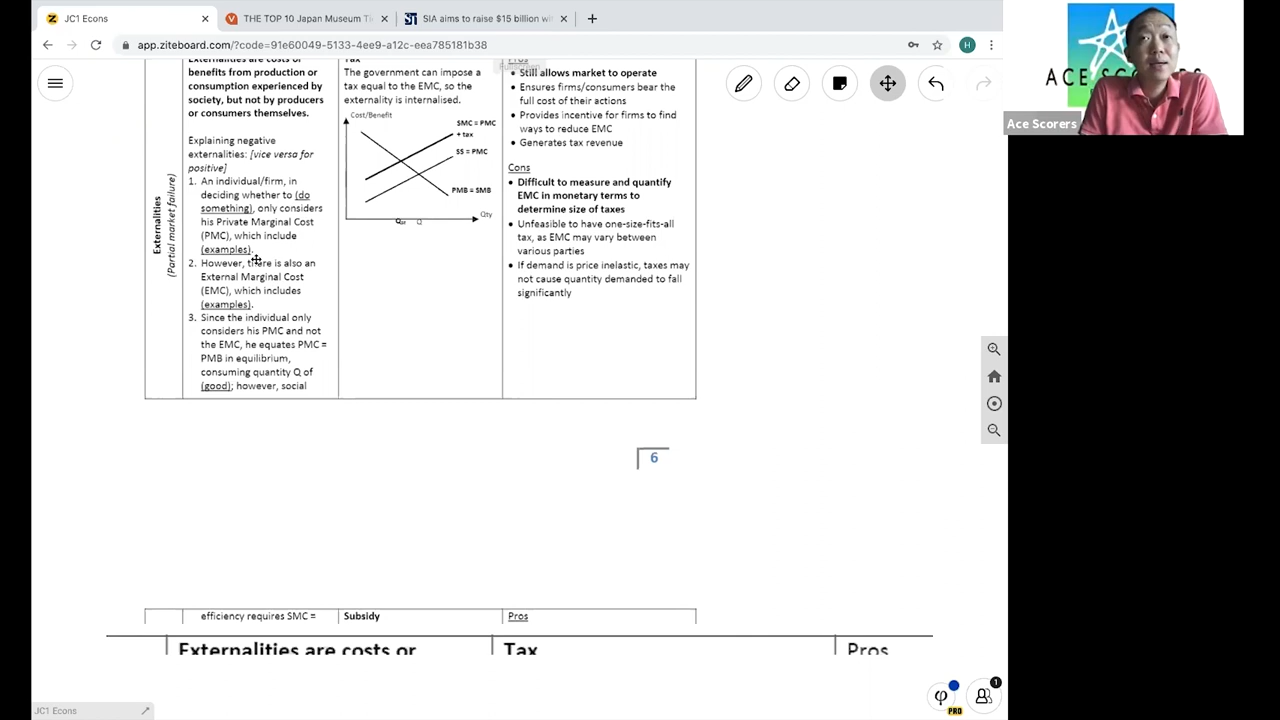 JC1 Econs
THE TOP 10 Japan Museum Ti
SIA aims to raise $15 billion wi
app.ziteboard.com/?code=91e60049-5133-4ee9-a12c-eea785181b38
H
ACE SCORERS
Ace Scorers
Externalities
(Partial market failure)
Externalities are costs or
benefits from production or
consumption experienced by
society, but not by producers
or consumers themselves.
Explaining negative
externalities: [vice versa for
positive]
1. An individual/firm, in
deciding whether to (do
something), only considers
his Private Marginal Cost
(PMC), which include
(examples).
2. However, there is also an
External Marginal Cost
(EMC), which includes
(examples).
3. Since the individual only
considers his PMC and not
the EMC, he equates PMC =
PMB in equilibrium,
consuming quantity Q of
(good); however, social
Tax
The government can impose a
tax equal to the EMC, so the
externality is internalised.
Cost/Benefit
SMC = PMC
+ tax
SS = PMC
PMB = SMB
Qty
Q
Pros
• Still allows market to operate
• Ensures firms/consumers bear the
full cost of their actions
• Provides incentive for firms to find
ways to reduce EMC
• Generates tax revenue
Cons
• Difficult to measure and quantify
EMC in monetary terms to
determine size of taxes
• Unfeasible to have one-size-fits-all
tax, as EMC may vary between
various parties
• If demand is price inelastic, taxes may
not cause quantity demanded to fall
significantly
6
efficiency requires SMC =
Subsidy
Pros
Externalities are costs or
Tax
Pros
JC1 Econs
φ
PRO
1